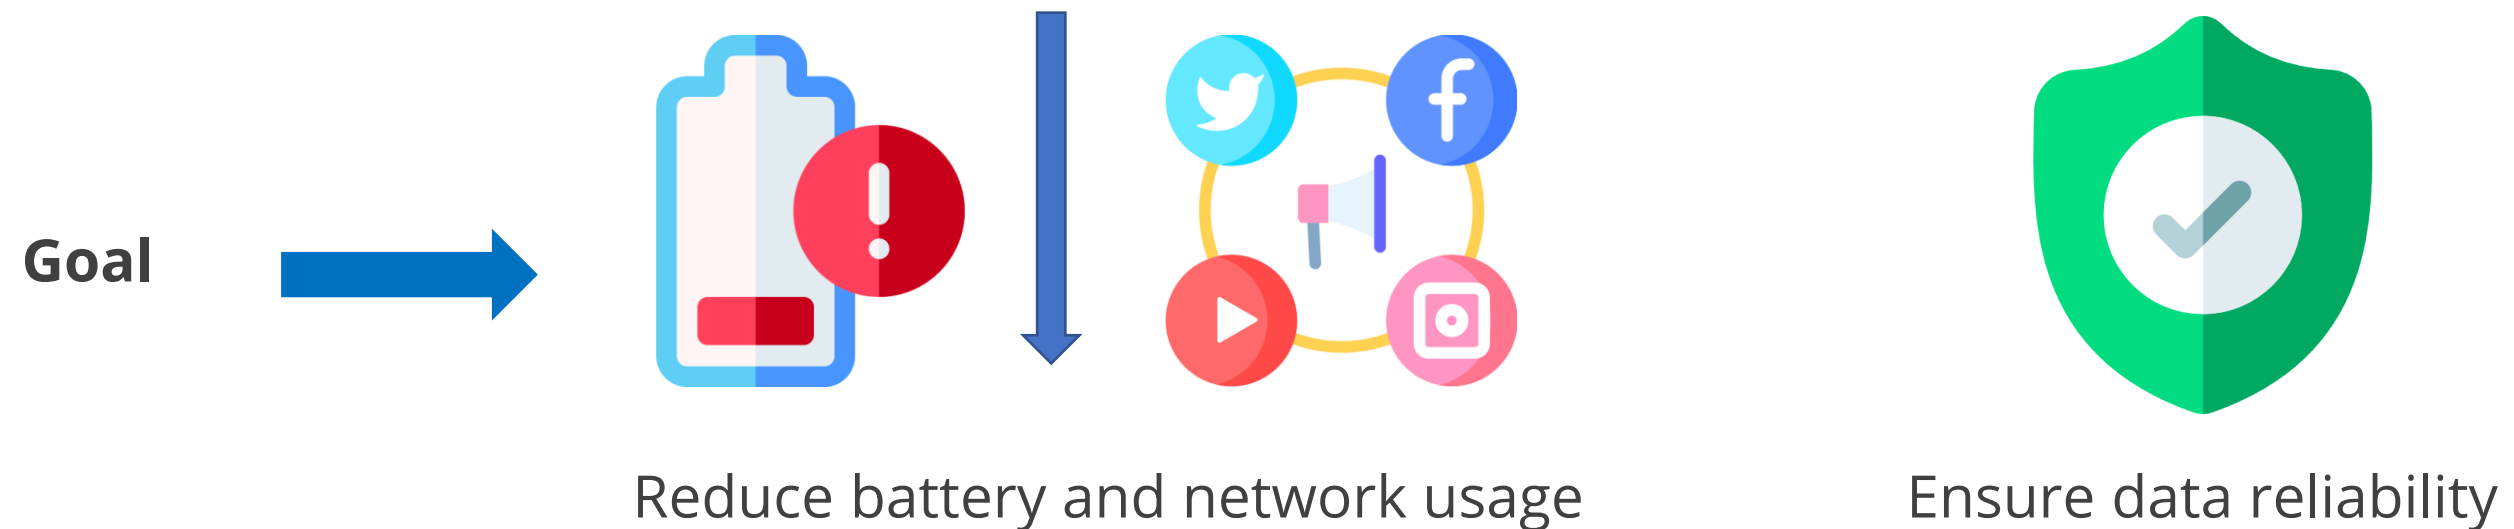 Goal
Reduce battery and network usage
Ensure data reliability